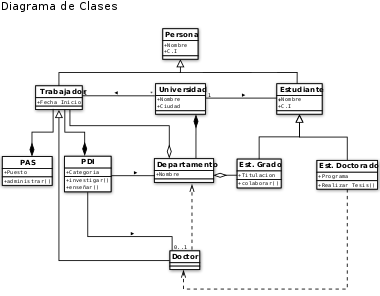 Diagrama de Clases
Persona
+Nombre
+C.I
Trabajador
+Fecha Inicio
Universidad
+Nombre
+Ciudad
Estudiante
+Nombre
+C.I
*
1
PAS
+Puesto
+administrar()
PDI
+Categoria
+investigar()
+enseñar()
Departamento
+Nombre
Est. Grado
+Titulacion
+colaborar()
Est. Doctorado
+Programa
+Realizar Tesis()
0..1
Doctor